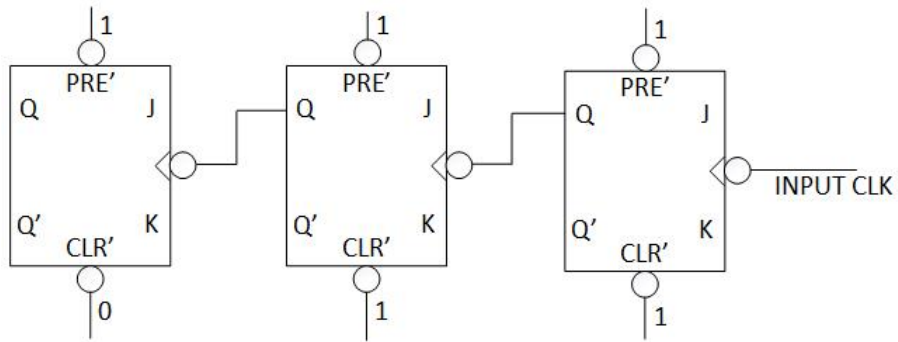 1 1 1
PRE’ PRE’ PRE’
Q J Q J Q J
INPUT CLK
Q’ K Q’ K Q’ K
CLR’ CLR’ CLR’
0 1 1